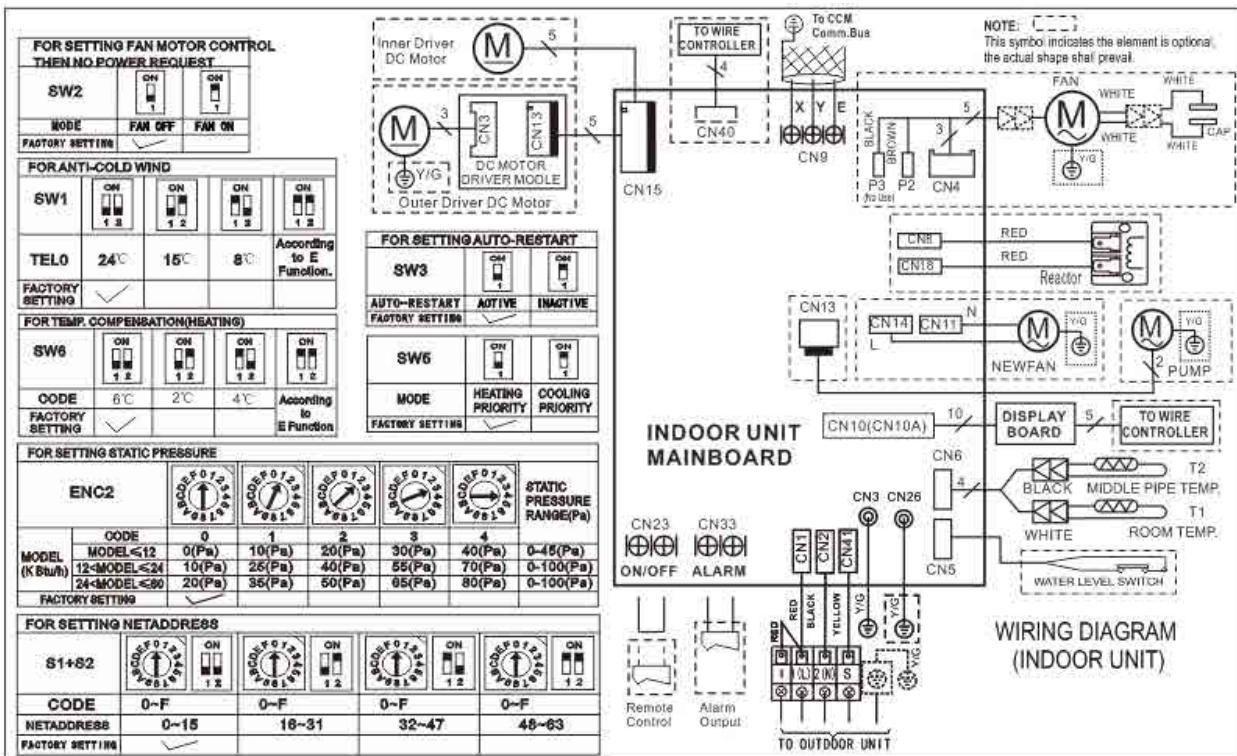 FOR SETTING FAN MOTOR CONTROL
THEN NO POWER REQUEST
SW2
ON
1
ON
1
MODE FAN OFF FAN ON
FACTORY SETTING
FOR ANTI-COLD WIND
SW1
ON
1 2
ON
1 2
ON
1 2
ON
1 2
TEL0 24℃ 15℃ 8℃ According to E Function.
FACTORY SETTING
FOR TEMP. COMPENSATION(HEATING)
SW6
ON
1 2
ON
1 2
ON
1 2
ON
1 2
CODE 6℃ 2℃ 4℃ According to E Function
FACTORY SETTING
FOR SETTING AUTO-RESTART
SW3
ON
1
ON
1
AUTO--RESTART ACTIVE INACTIVE
FACTORY SETTING
SW5
ON
1
ON
1
MODE HEATING PRIORITY COOLING PRIORITY
FACTORY SETTING
FOR SETTING STATIC PRESSURE
ENC2
STATIC PRESSURE RANGE(Pa)
CODE 0 1 2 3 4
MODEL (K Btu/h)
MODEL≤12 0(Pa) 10(Pa) 20(Pa) 30(Pa) 40(Pa) 0-45(Pa)
12<MODEL≤24 10(Pa) 25(Pa) 40(Pa) 55(Pa) 70(Pa) 0-100(Pa)
24<MODEL≤60 20(Pa) 35(Pa) 50(Pa) 65(Pa) 80(Pa) 0-100(Pa)
FACTORY SETTING
FOR SETTING NETADDRESS
S1+S2
ON
1 2
ON
1 2
ON
1 2
ON
1 2
CODE 0~F 0~F 0~F 0~F
NETADDRESS 0~15 16~31 32~47 48~63
FACTORY SETTING
Inner Driver
DC Motor
M
5
M
3
CN3
CN13
5
Y/G
DC MOTOR
DRIVER MODLE
Outer Driver DC Motor
CN15
TO WIRE
CONTROLLER
4
CN40
To CCM
Comm.Bus
X Y E
CN9
NOTE:
This symbol indicates the element is optional,
the actual shape shall prevail.
FAN
5
BLACK
BROWN
3
P3
(No Use)
P2
CN4
M
Y/G
WHITE
WHITE
WHITE
CAP
WHITE
CN8 RED
CN18 RED
Reactor
CN13
CN14 CN11 N
L
M
Y/G
NEWFAN
M
Y/G
2
PUMP
CN10(CN10A)
10
DISPLAY
BOARD
5
TO WIRE
CONTROLLER
INDOOR UNIT
MAINBOARD
CN6
4
BLACK
T2
MIDDLE PIPE TEMP.
WHITE
T1
ROOM TEMP.
CN5
WATER LEVEL SWITCH
CN23
ON/OFF
CN33
ALARM
CN3 CN26
CN1
CN2
CN41
RED
BLACK
YELLOW
Y/G
Y/G
RED
1(L) 2(N) S
Y/G
Remote
Control
Alarm
Output
TO OUTDOOR UNIT
WIRING DIAGRAM
(INDOOR UNIT)